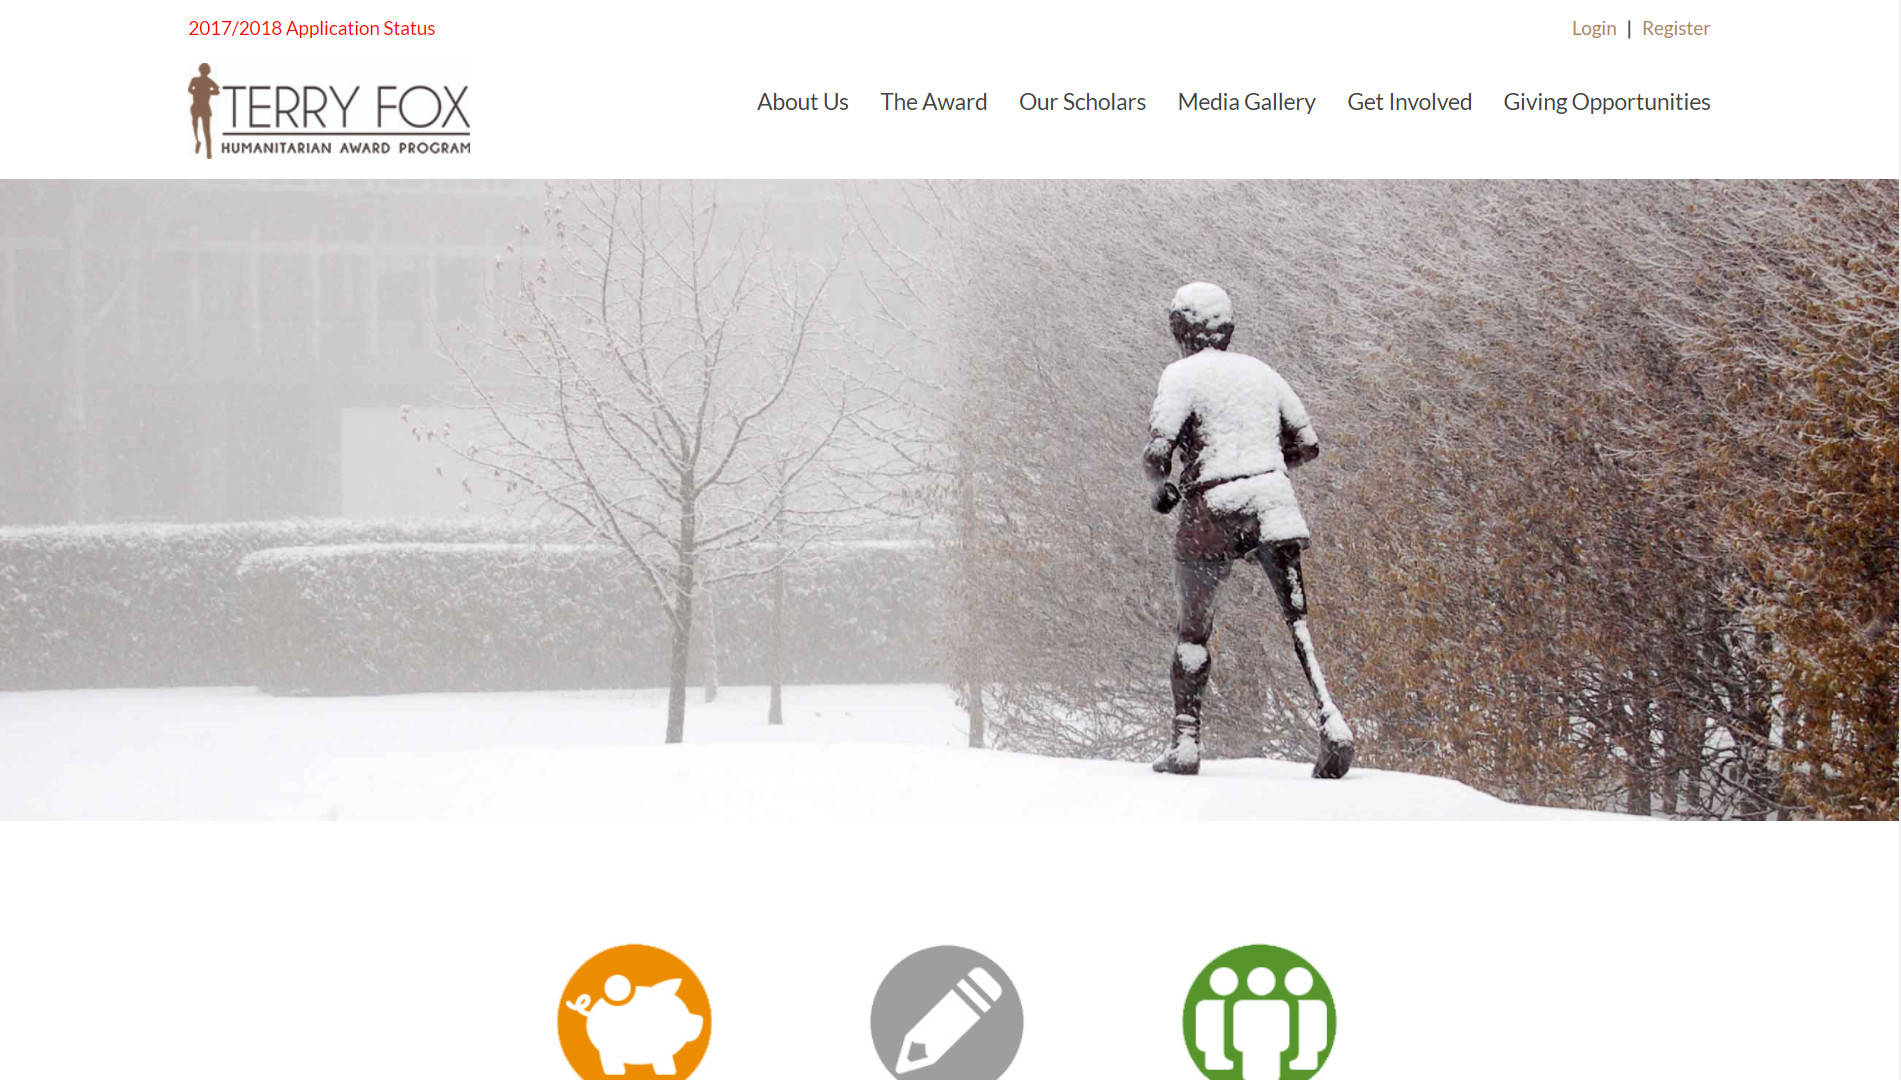 2017/2018 Application Status
Login | Register
TERRY FOX
HUMANITARIAN AWARD PROGRAM
About Us The Award Our Scholars Media Gallery Get Involved Giving Opportunities